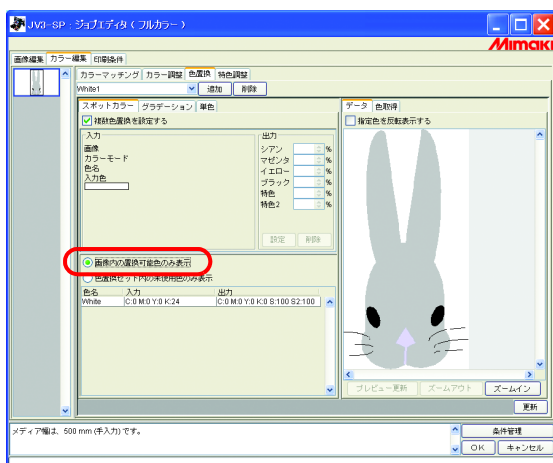 JV3-SP : ジョブエディタ ( フルカラー )
Mimaki
画像編集 カラー編集 印刷条件
カラーマッチング カラー調整 色置換 特色調整
White1 追加 削除
スポットカラー グラデーション 単色
複数色置換を設定する
入力
画像
カラーモード
色名
入力色
出力
シアン %
マゼンタ %
イエロー %
ブラック %
特色 %
特色2 %
設定 削除
画像内の置換可能色のみ表示
色置換セット内の未使用色のみ表示
色名 入力 出力
White C:0 M:0 Y:0 K:24 C:0 M:0 Y:0 K:0 S:100 S2:100
データ 色取得
指定色を反転表示する
プレビュー更新 ズームアウト ズームイン
更新
メディア幅は、500 mm (手入力) です。
条件管理
OK キャンセル